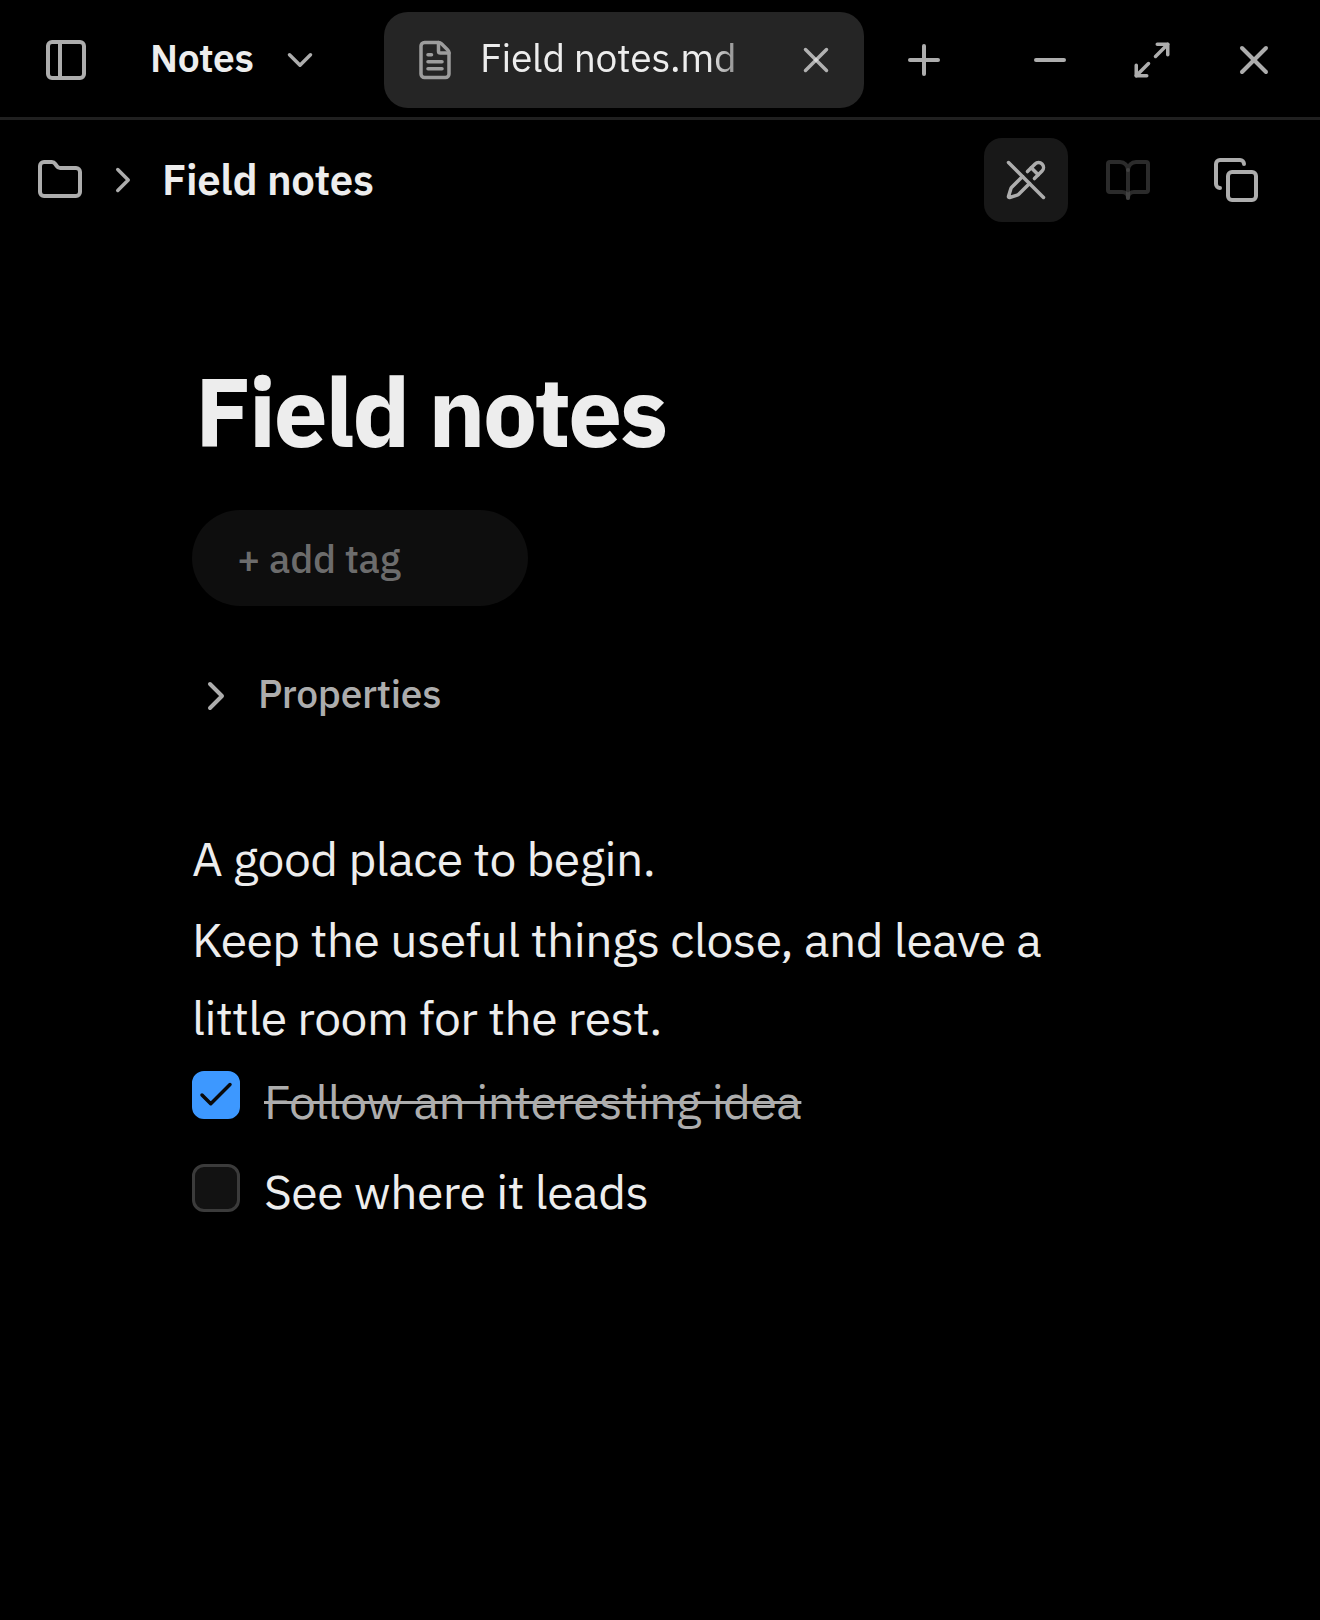 Notes
Field notes.md
Field notes
Field notes
+ add tag
Properties
A good place to begin.
Keep the useful things close, and leave a
little room for the rest.
Follow an interesting idea
See where it leads